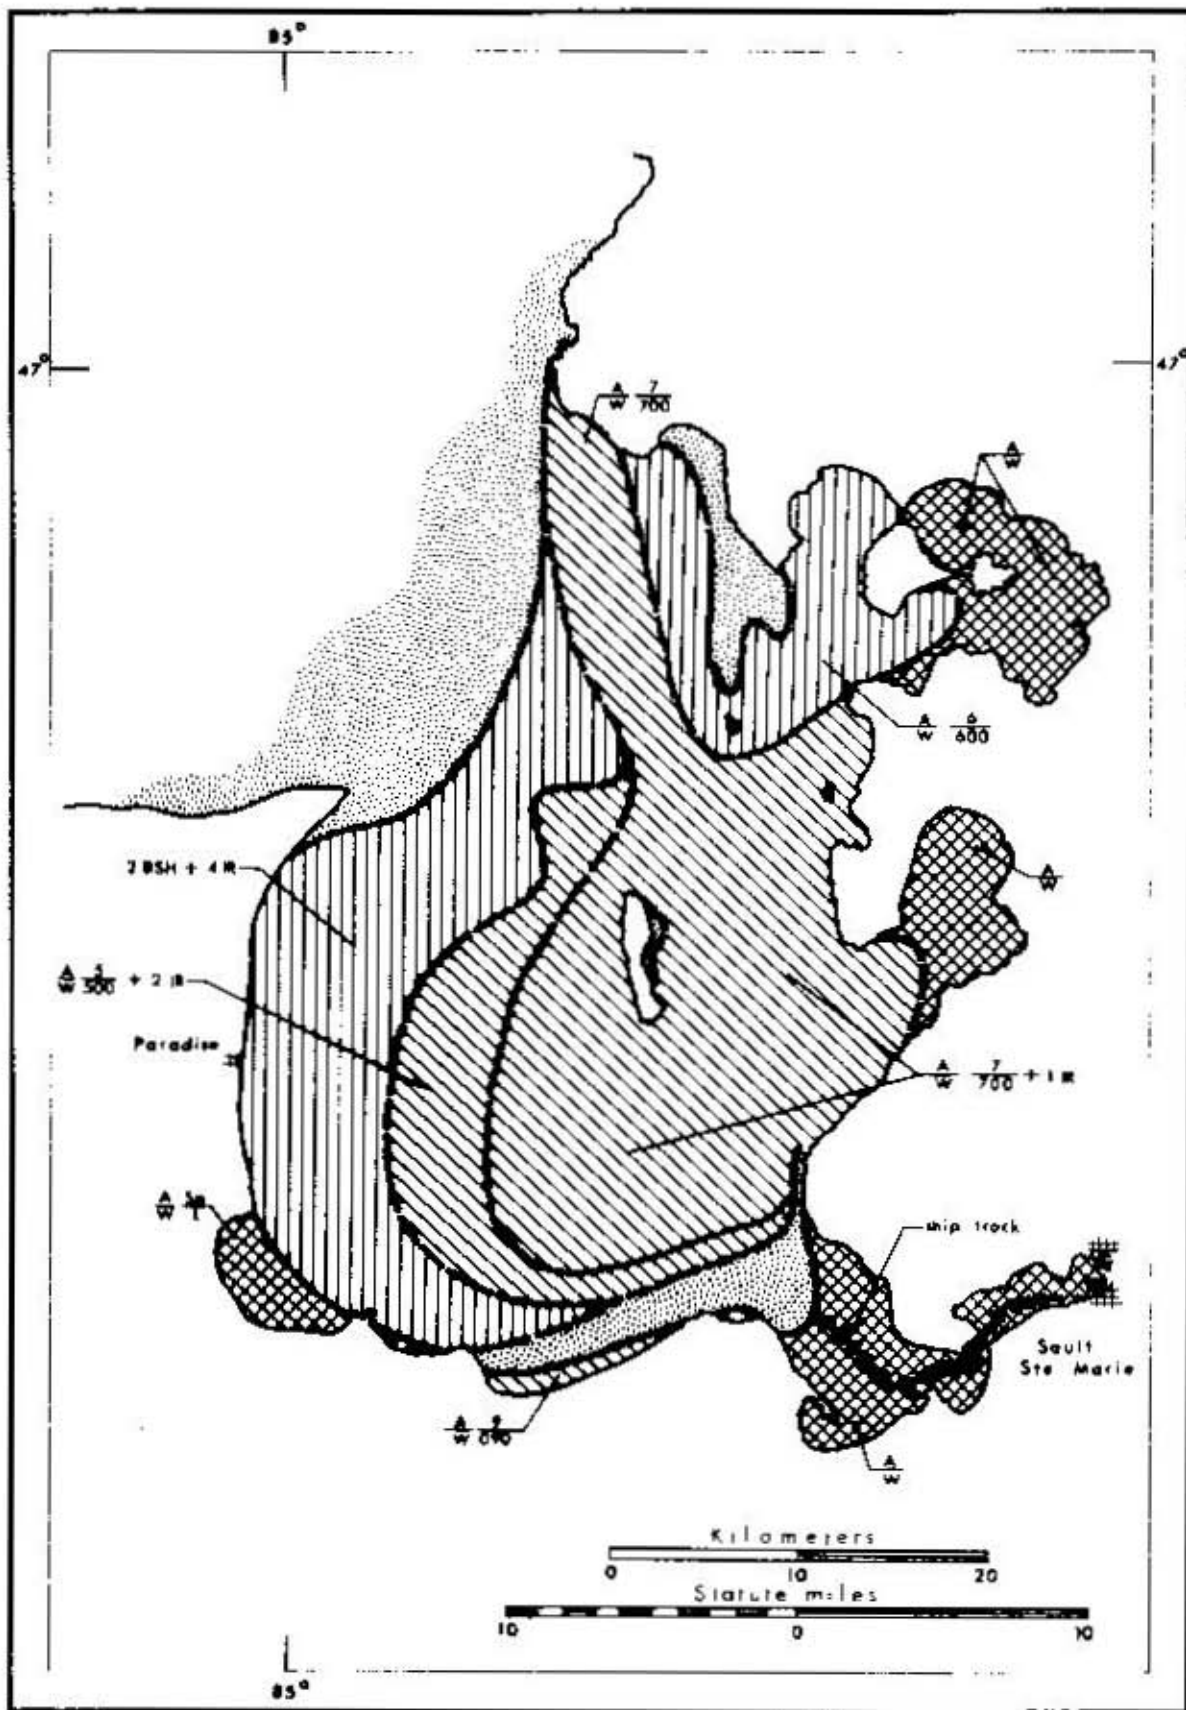 85°
47°
47°
A/W 7/700
A/W
A/W 6/600
2 BSH + 4 IR
A/W
A/W 5/500 + 2 IR
Paradise
A/W 7/700 + 1 IR
A/W
ship track
Sault
Ste Marie
A/W
A/W
Kilometers
0 10 20
Statute miles
10 0 10
85°